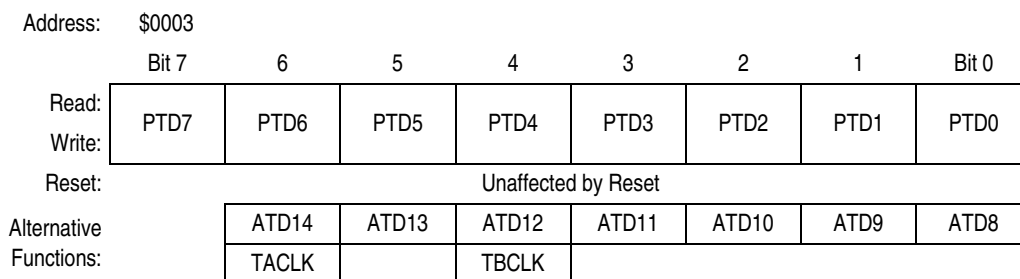 Address: $0003
Bit 7 6 5 4 3 2 1 Bit 0
Read:
Write:
PTD7 PTD6 PTD5 PTD4 PTD3 PTD2 PTD1 PTD0
Reset: Unaffected by Reset
Alternative
Functions:
ATD14 ATD13 ATD12 ATD11 ATD10 ATD9 ATD8
TACLK TBCLK